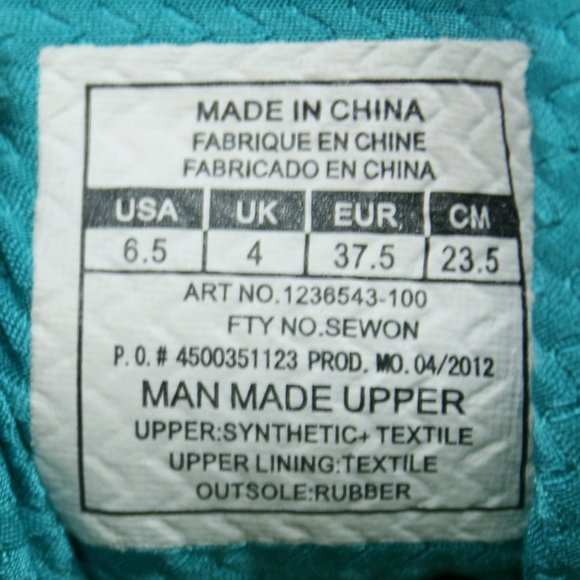 MADE IN CHINA
FABRIQUE EN CHINE
FABRICADO EN CHINA
USA UK EUR CM
6.5 4 37.5 23.5
ART NO.1236543-100
FTY NO.SEWON
P.O.# 4500351123 PROD. MO. 04/2012
MAN MADE UPPER
UPPER:SYNTHETIC+ TEXTILE
UPPER LINING:TEXTILE
OUTSOLE:RUBBER